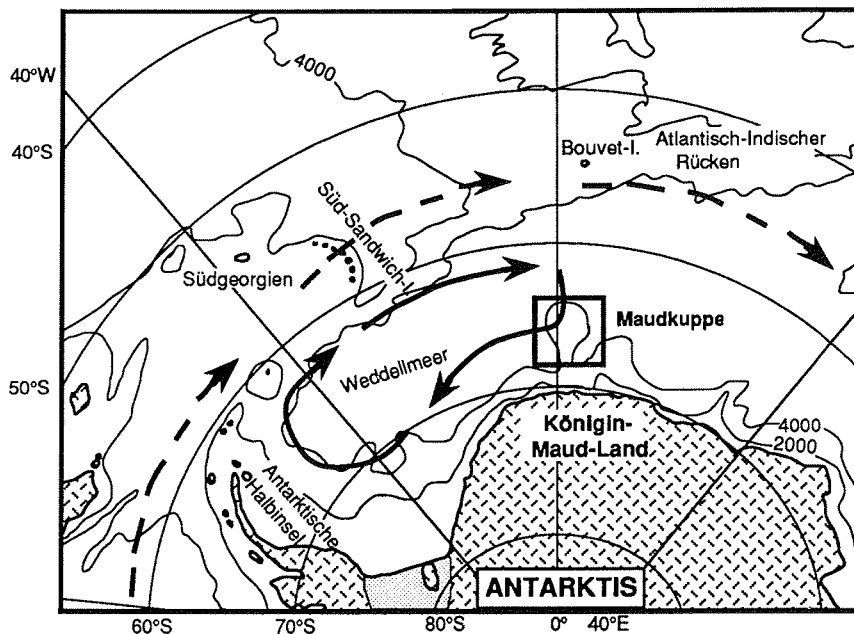 40°W
4000
40°S
Bouvet-I.
Atlantisch-Indischer
Rücken
Süd-Sandwich-I.
Südgeorgien
Maudkuppe
Weddellmeer
50°S
Königin-
Maud-Land
4000
2000
Antarktische
Halbinsel
ANTARKTIS
60°S
70°S
80°S
0°
40°E